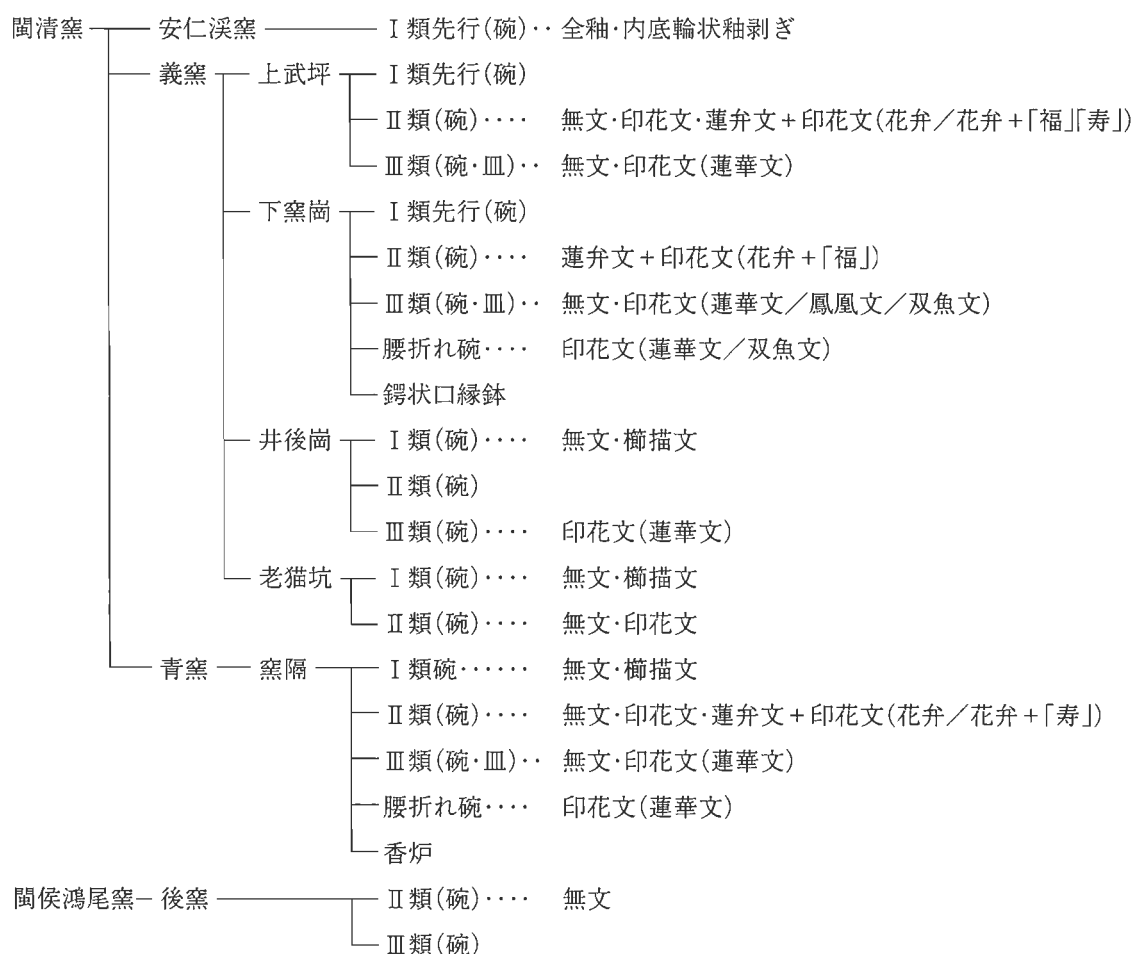 閩清窯 安仁渓窯 Ⅰ類先行(碗)‥ 全釉・内底輪状釉剥ぎ
義窯 上武坪 Ⅰ類先行(碗)
Ⅱ類(碗)‥‥ 無文・印花文・蓮弁文+印花文(花弁/花弁+「福」「寿」)
Ⅲ類(碗・皿)‥ 無文・印花文(蓮華文)
下窯崗 Ⅰ類先行(碗)
Ⅱ類(碗)‥‥ 蓮弁文+印花文(花弁+「福」)
Ⅲ類(碗・皿)‥ 無文・印花文(蓮華文/鳳凰文/双魚文)
腰折れ碗‥‥ 印花文(蓮華文/双魚文)
鍔状口縁鉢
井後崗 Ⅰ類(碗)‥‥ 無文・櫛描文
Ⅱ類(碗)
Ⅲ類(碗)‥‥ 印花文(蓮華文)
老猫坑 Ⅰ類(碗)‥‥ 無文・櫛描文
Ⅱ類(碗)‥‥ 無文・印花文
青窯 窯隔 Ⅰ類碗‥‥‥ 無文・櫛描文
Ⅱ類(碗)‥‥ 無文・印花文・蓮弁文+印花文(花弁/花弁+「寿」)
Ⅲ類(碗・皿)‥ 無文・印花文(蓮華文)
腰折れ碗‥‥ 印花文(蓮華文)
香炉
閩侯鴻尾窯 後窯 Ⅱ類(碗)‥‥ 無文
Ⅲ類(碗)